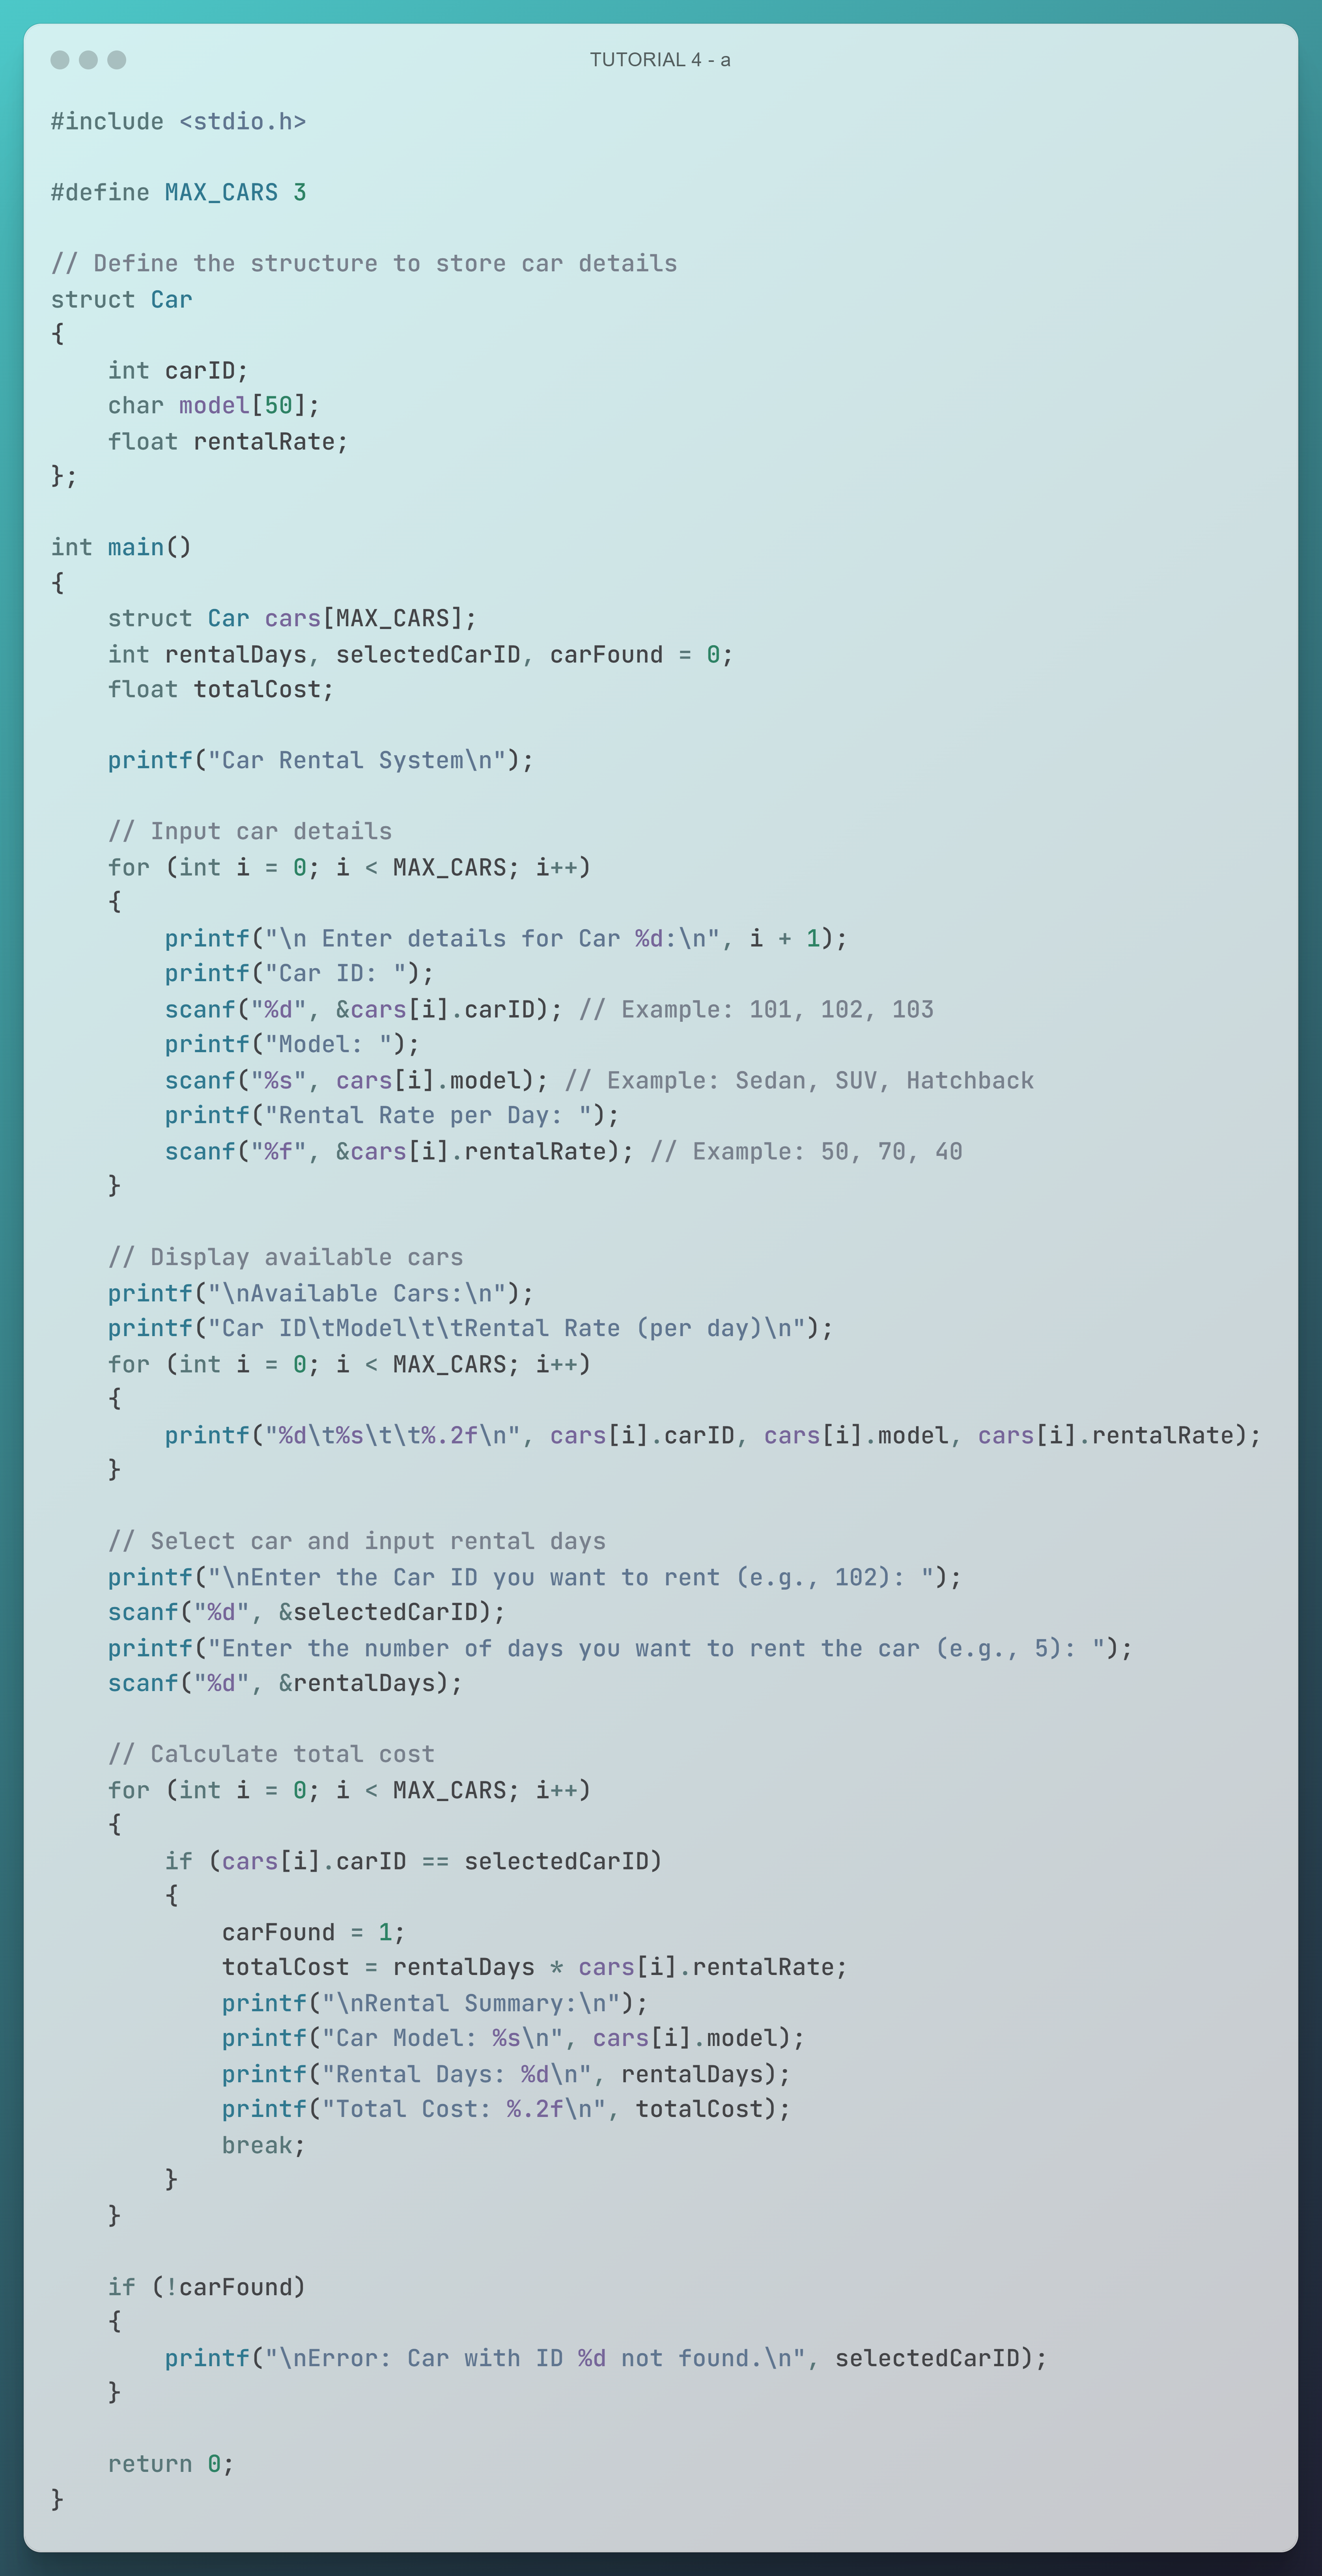 TUTORIAL 4 - a
#include <stdio.h>

#define MAX_CARS 3

// Define the structure to store car details
struct Car
{
    int carID;
    char model[50];
    float rentalRate;
};

int main()
{
    struct Car cars[MAX_CARS];
    int rentalDays, selectedCarID, carFound = 0;
    float totalCost;

    printf("Car Rental System\n");

    // Input car details
    for (int i = 0; i < MAX_CARS; i++)
    {
        printf("\n Enter details for Car %d:\n", i + 1);
        printf("Car ID: ");
        scanf("%d", &cars[i].carID); // Example: 101, 102, 103
        printf("Model: ");
        scanf("%s", cars[i].model); // Example: Sedan, SUV, Hatchback
        printf("Rental Rate per Day: ");
        scanf("%f", &cars[i].rentalRate); // Example: 50, 70, 40
    }

    // Display available cars
    printf("\nAvailable Cars:\n");
    printf("Car ID\tModel\t\tRental Rate (per day)\n");
    for (int i = 0; i < MAX_CARS; i++)
    {
        printf("%d\t%s\t\t%.2f\n", cars[i].carID, cars[i].model, cars[i].rentalRate);
    }

    // Select car and input rental days
    printf("\nEnter the Car ID you want to rent (e.g., 102): ");
    scanf("%d", &selectedCarID);
    printf("Enter the number of days you want to rent the car (e.g., 5): ");
    scanf("%d", &rentalDays);

    // Calculate total cost
    for (int i = 0; i < MAX_CARS; i++)
    {
        if (cars[i].carID == selectedCarID)
        {
            carFound = 1;
            totalCost = rentalDays * cars[i].rentalRate;
            printf("\nRental Summary:\n");
            printf("Car Model: %s\n", cars[i].model);
            printf("Rental Days: %d\n", rentalDays);
            printf("Total Cost: %.2f\n", totalCost);
            break;
        }
    }

    if (!carFound)
    {
        printf("\nError: Car with ID %d not found.\n", selectedCarID);
    }

    return 0;
}